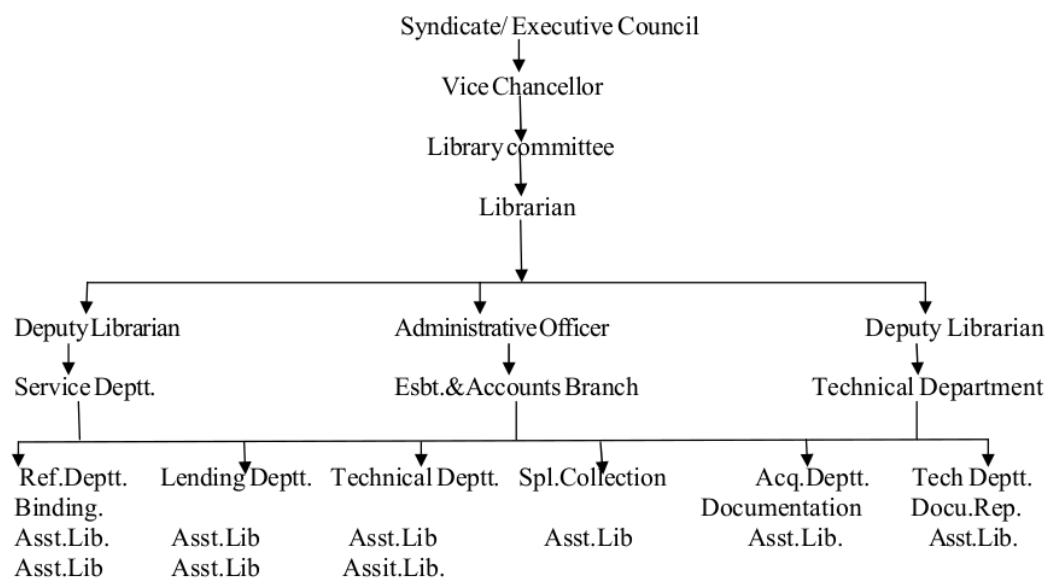 Syndicate/ Executive Council
Vice Chancellor
Library committee
Librarian
Deputy Librarian Administrative Officer Deputy Librarian
Service Deptt. Esbt.&Accounts Branch Technical Department
Ref.Deptt. Lending Deptt. Technical Deptt. Spl.Collection Acq.Deptt. Tech Deptt.
Binding. Documentation Docu.Rep.
Asst.Lib. Asst.Lib Asst.Lib Asst.Lib Asst.Lib. Asst.Lib.
Asst.Lib Asst.Lib Assit.Lib.